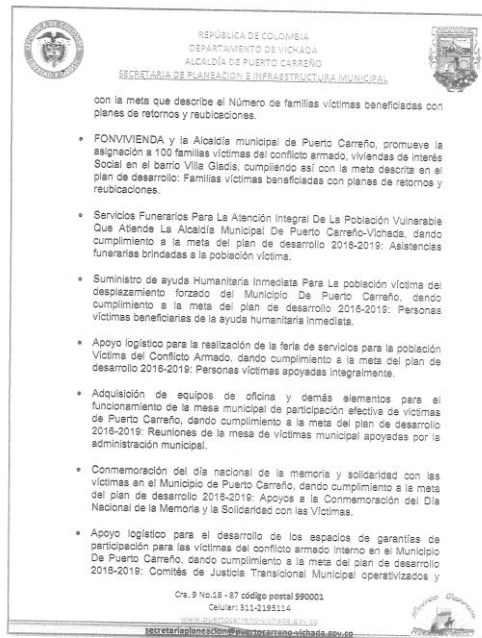 REPÚBLICA DE COLOMBIA
DEPARTAMENTO DE VICHADA
ALCALDÍA DE PUERTO CARREÑO
SECRETARIA DE PLANEACION E INFRAESTRUCTURA MUNICIPAL
con la meta que describe el Número de familias víctimas beneficiadas con
planes de retornos y reubicaciones.
• FONVIVIENDA y la Alcaldía municipal de Puerto Carreño, promueve la
asignación a 100 familias víctimas del conflicto armado, viviendas de interés
Social en el barrio Villa Gladis, cumpliendo así con la meta descrita en el
plan de desarrollo: Familias víctimas beneficiadas con planes de retornos y
reubicaciones.
• Servicios Funerarios Para La Atención Integral De La Población Vulnerable
Que Atiende La Alcaldía Municipal De Puerto Carreño-Vichada, dando
cumplimiento a la meta del plan de desarrollo 2016-2019: Asistencias
funerarias brindadas a la población víctima.
• Suministro de ayuda Humanitaria Inmediata Para La población víctima del
desplazamiento forzado del Municipio De Puerto Carreño, dando
cumplimiento a la meta del plan de desarrollo 2016-2019: Personas
víctimas beneficiarias de la ayuda humanitaria inmediata.
• Apoyo logístico para la realización de la feria de servicios para la población
Victima del Conflicto Armado, dando cumplimiento a la meta del plan de
desarrollo 2016-2019: Personas víctimas apoyadas integralmente.
• Adquisición de equipos de oficina y demás elementos para el
funcionamiento de la mesa municipal de participación efectiva de víctimas
de Puerto Carreño, dando cumplimiento a la meta del plan de desarrollo
2016-2019: Reuniones de la mesa de víctimas municipal apoyadas por la
administración municipal.
• Conmemoración del día nacional de la memoria y solidaridad con las
víctimas en el Municipio de Puerto Carreño, dando cumplimiento a la meta
del plan de desarrollo 2016-2019: Apoyos a la Conmemoración del Día
Nacional de la Memoria y la Solidaridad con las Víctimas.
• Apoyo logístico para el desarrollo de los espacios de garantías de
participación para las víctimas del conflicto armado interno en el Municipio
De Puerto Carreño, dando cumplimiento a la meta del plan de desarrollo
2016-2019: Comités de Justicia Transicional Municipal operativizados y
Cra. 9 No.18 - 87 código postal 990001
Celular: 311-2195114
www.puertocarreno-vichada.gov.co
secretariaplaneacion@puertocarreno-vichada.gov.co